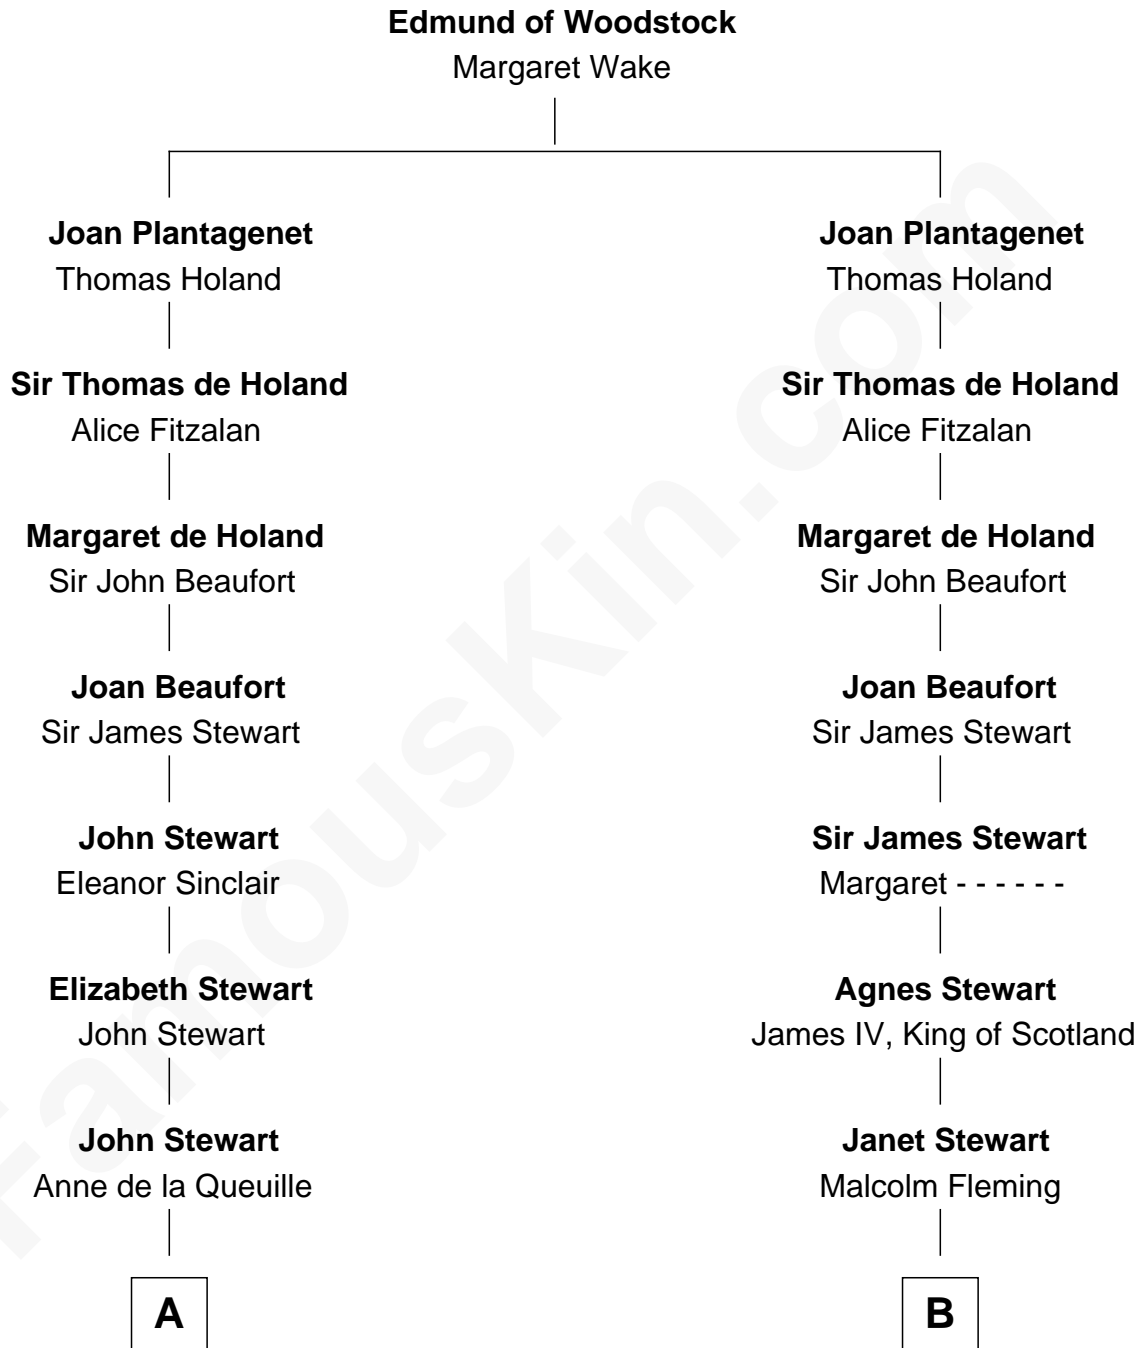 Edmund of Woodstock
Margaret Wake
Joan Plantagenet
Thomas Holand
Sir Thomas de Holand
Alice Fitzalan
Margaret de Holand
Sir John Beaufort
Joan Beaufort
Sir James Stewart
John Stewart
Eleanor Sinclair
Elizabeth Stewart
John Stewart
John Stewart
Anne de la Queuille
A
Joan Plantagenet
Thomas Holand
Sir Thomas de Holand
Alice Fitzalan
Margaret de Holand
Sir John Beaufort
Joan Beaufort
Sir James Stewart
Sir James Stewart
Margaret - - - - - -
Agnes Stewart
James IV, King of Scotland
Janet Stewart
Malcolm Fleming
B
FamousKin.com